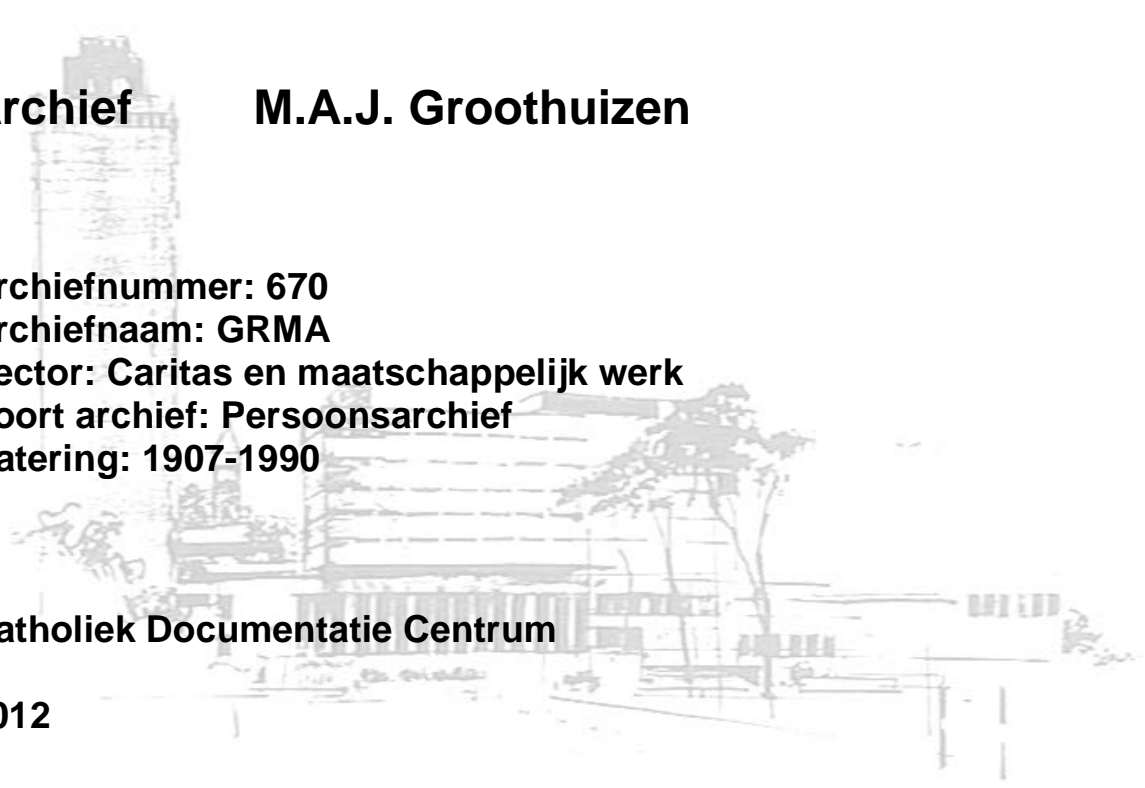 rchief M.A.J. Groothuizen
rchiefnummer: 670
rchiefnaam: GRMA
ector: Caritas en maatschappelijk werk
oort archief: Persoonsarchief
atering: 1907-1990
atholiek Documentatie Centrum
012